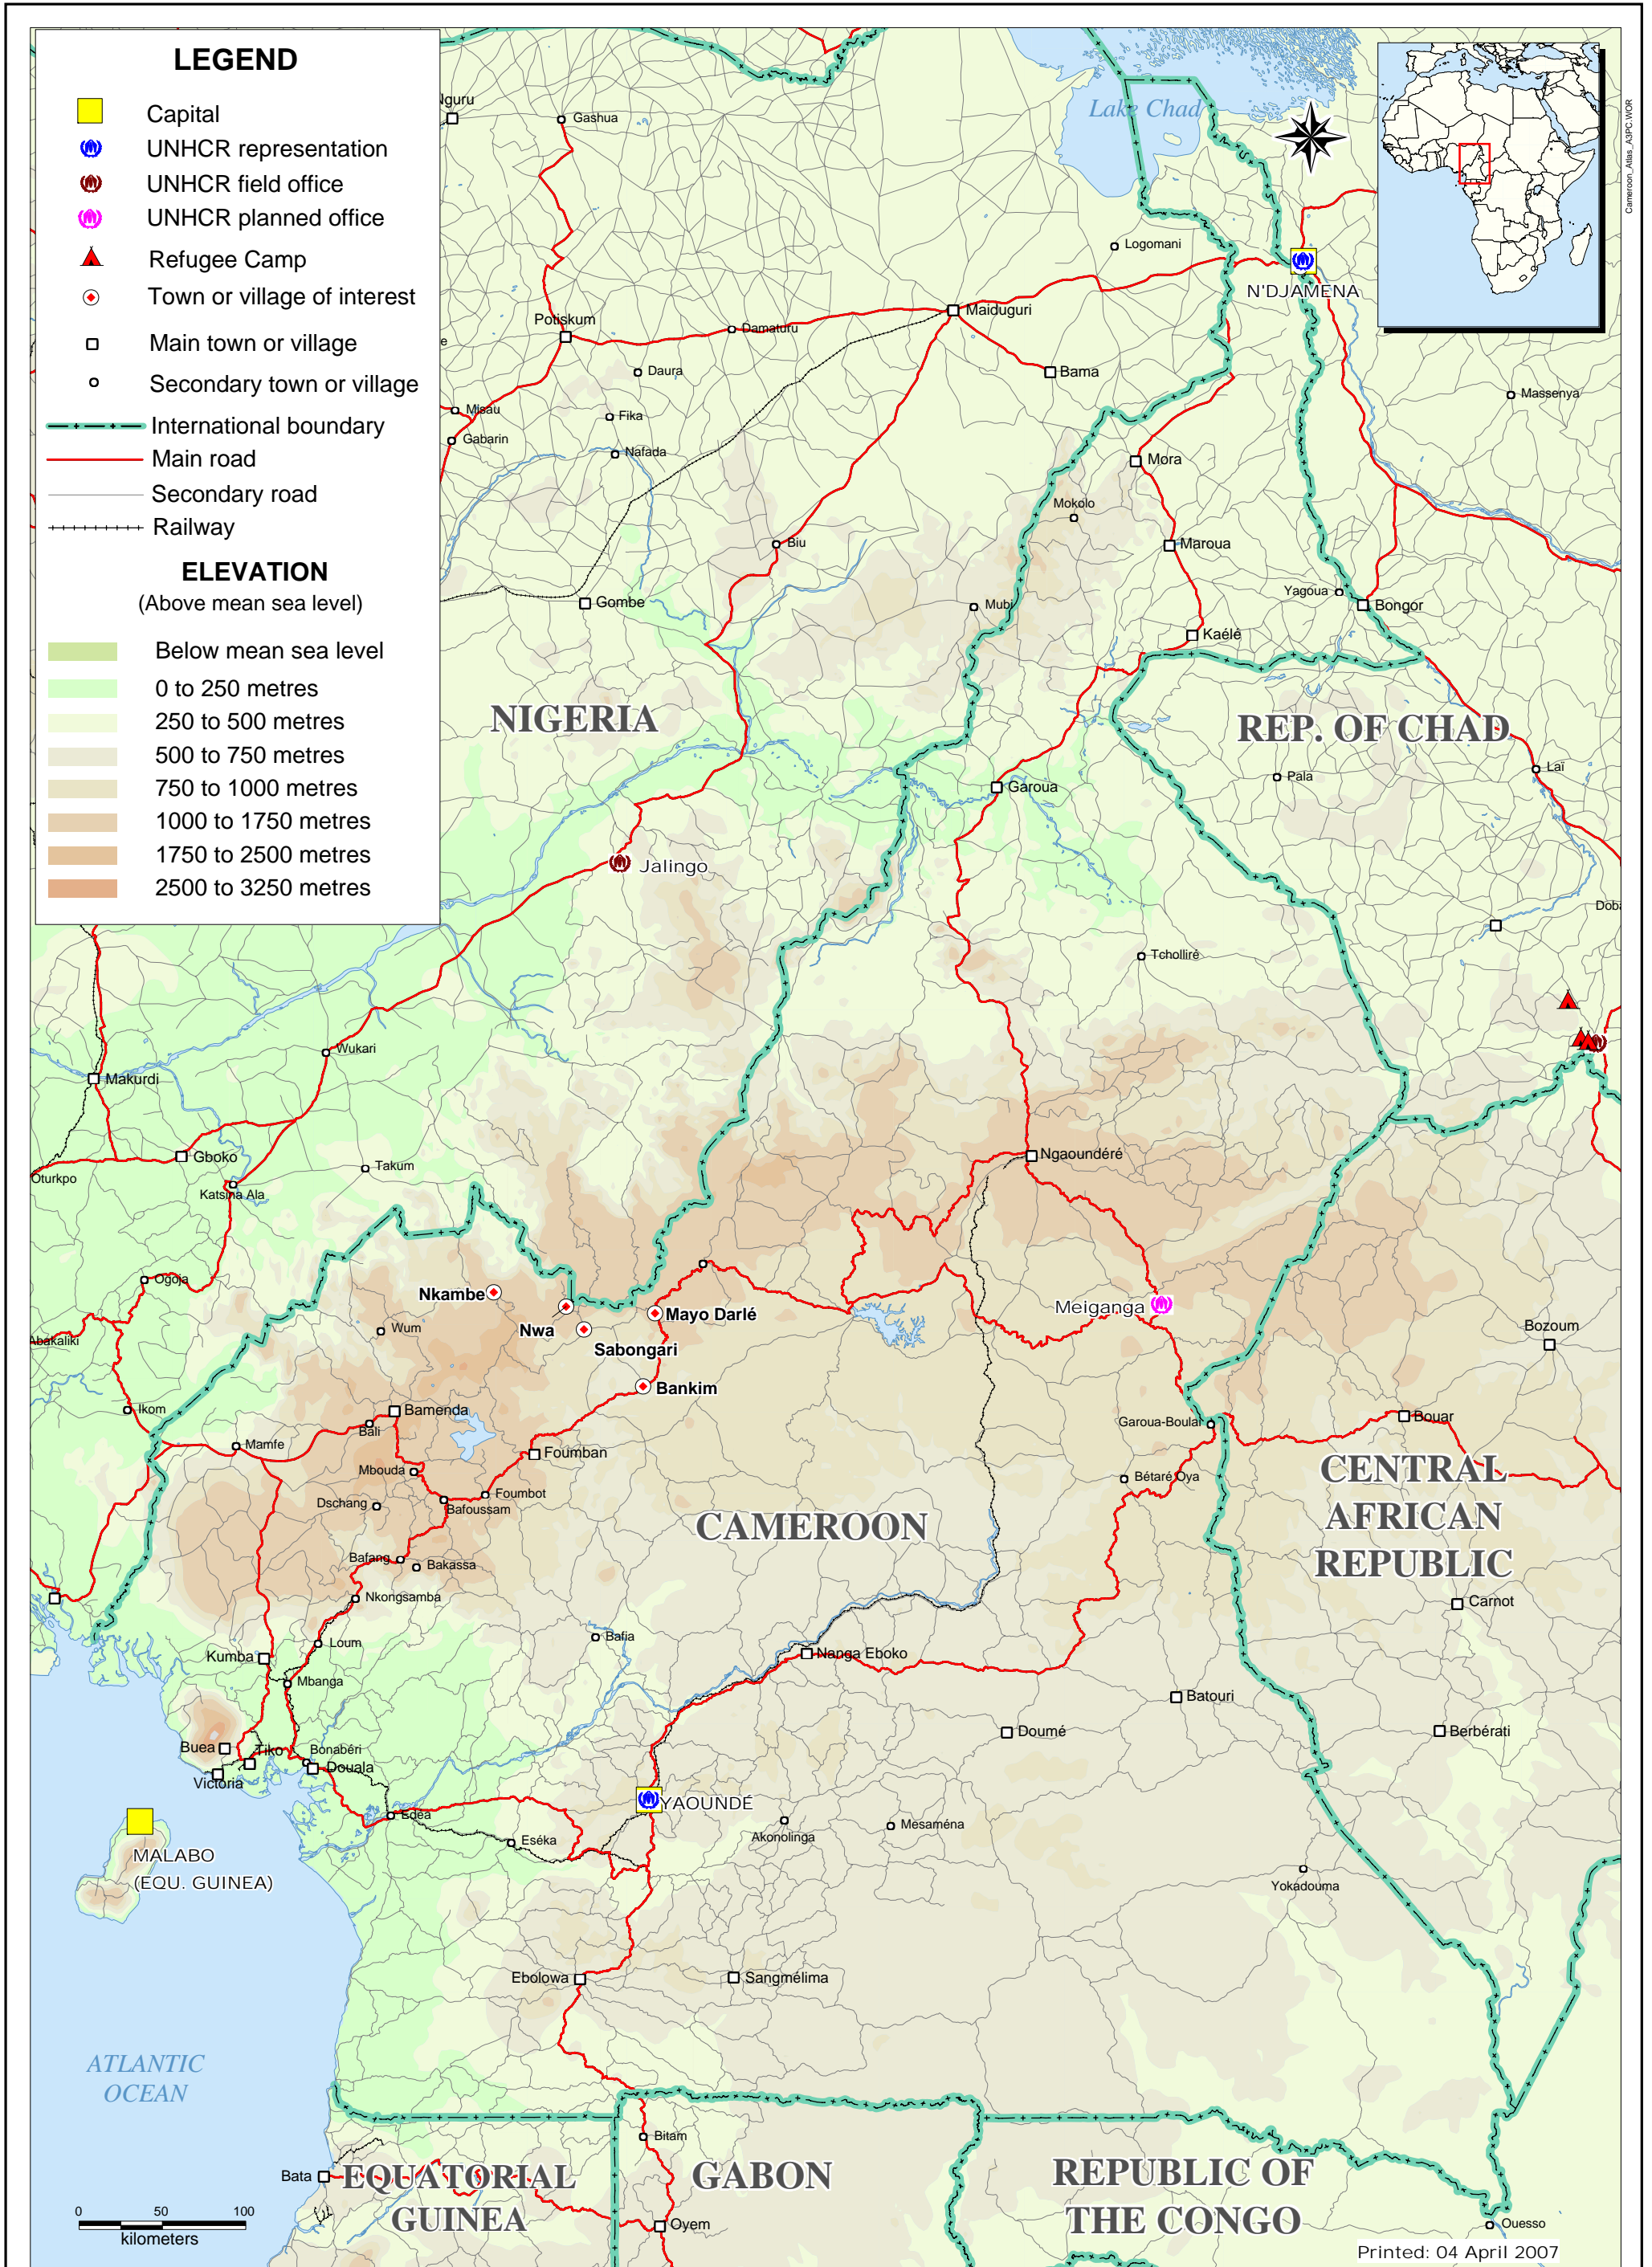 LEGEND
Capital
UNHCR representation
UNHCR field office
UNHCR planned office
Refugee Camp
Town or village of interest
Main town or village
Secondary town or village
International boundary
Main road
Secondary road
Railway
ELEVATION
(Above mean sea level)
Below mean sea level
0 to 250 metres
250 to 500 metres
500 to 750 metres
750 to 1000 metres
1000 to 1750 metres
1750 to 2500 metres
2500 to 3250 metres
Nguru
Gashua
Lake Chad
Cameroon_Atlas_A3PC.WOR
Logomani
N'DJAMENA
Maiduguri
Potiskum
Damaturu
e
Daura
Bama
Massenya
Misau
Fika
Gabarin
Nafada
Mora
Mokolo
Biu
Maroua
Yagoua
Bongor
Gombe
Mubi
Kaélé
NIGERIA
REP. OF CHAD
Laï
Pala
Garoua
Jalingo
Doba
Tcholliré
Wukari
Makurdi
Gboko
Ngaoundéré
Takum
Oturkpo
Katsina Ala
Ogoja
Nkambe
Mayo Darlé
Meiganga
Nwa
Wum
Bozoum
Abakaliki
Sabongari
Bankim
Ikom
Bamenda
Bali
Garoua-Boulai
Bouar
Mamfe
Foumban
Mbouda
Bétaré Oya
CENTRAL
AFRICAN
REPUBLIC
Foumbot
Dschang
Bafoussam
CAMEROON
Bafang
Bakassa
Nkongsamba
Carnot
Bafia
Loum
Kumba
Nanga Eboko
Mbanga
Batouri
Doumé
Berbérati
Buea
Tiko
Bonabéri
Douala
Victoria
YAOUNDÉ
Edea
Akonolinga
Mesaména
Eséka
MALABO
(EQU. GUINEA)
Yokadouma
Ebolowa
Sangmélima
ATLANTIC
OCEAN
Bitam
Bata
EQUATORIAL
GUINEA
GABON
REPUBLIC OF
THE CONGO
0 50 100
kilometers
Oyem
Ouesso
Printed: 04 April 2007